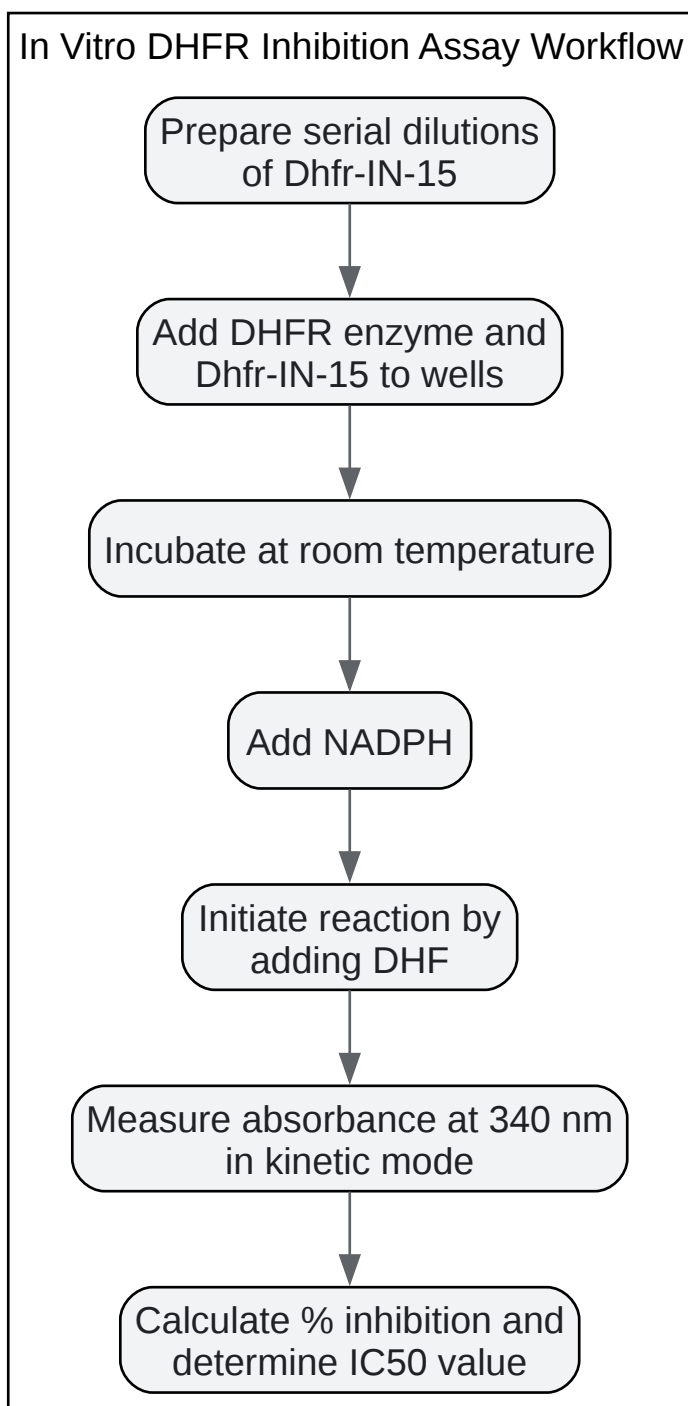 In Vitro DHFR Inhibition Assay Workflow
Prepare serial dilutions
of Dhfr-IN-15
Add DHFR enzyme and
Dhfr-IN-15 to wells
Incubate at room temperature
Add NADPH
Initiate reaction by
adding DHF
Measure absorbance at 340 nm
in kinetic mode
Calculate % inhibition and
determine IC50 value